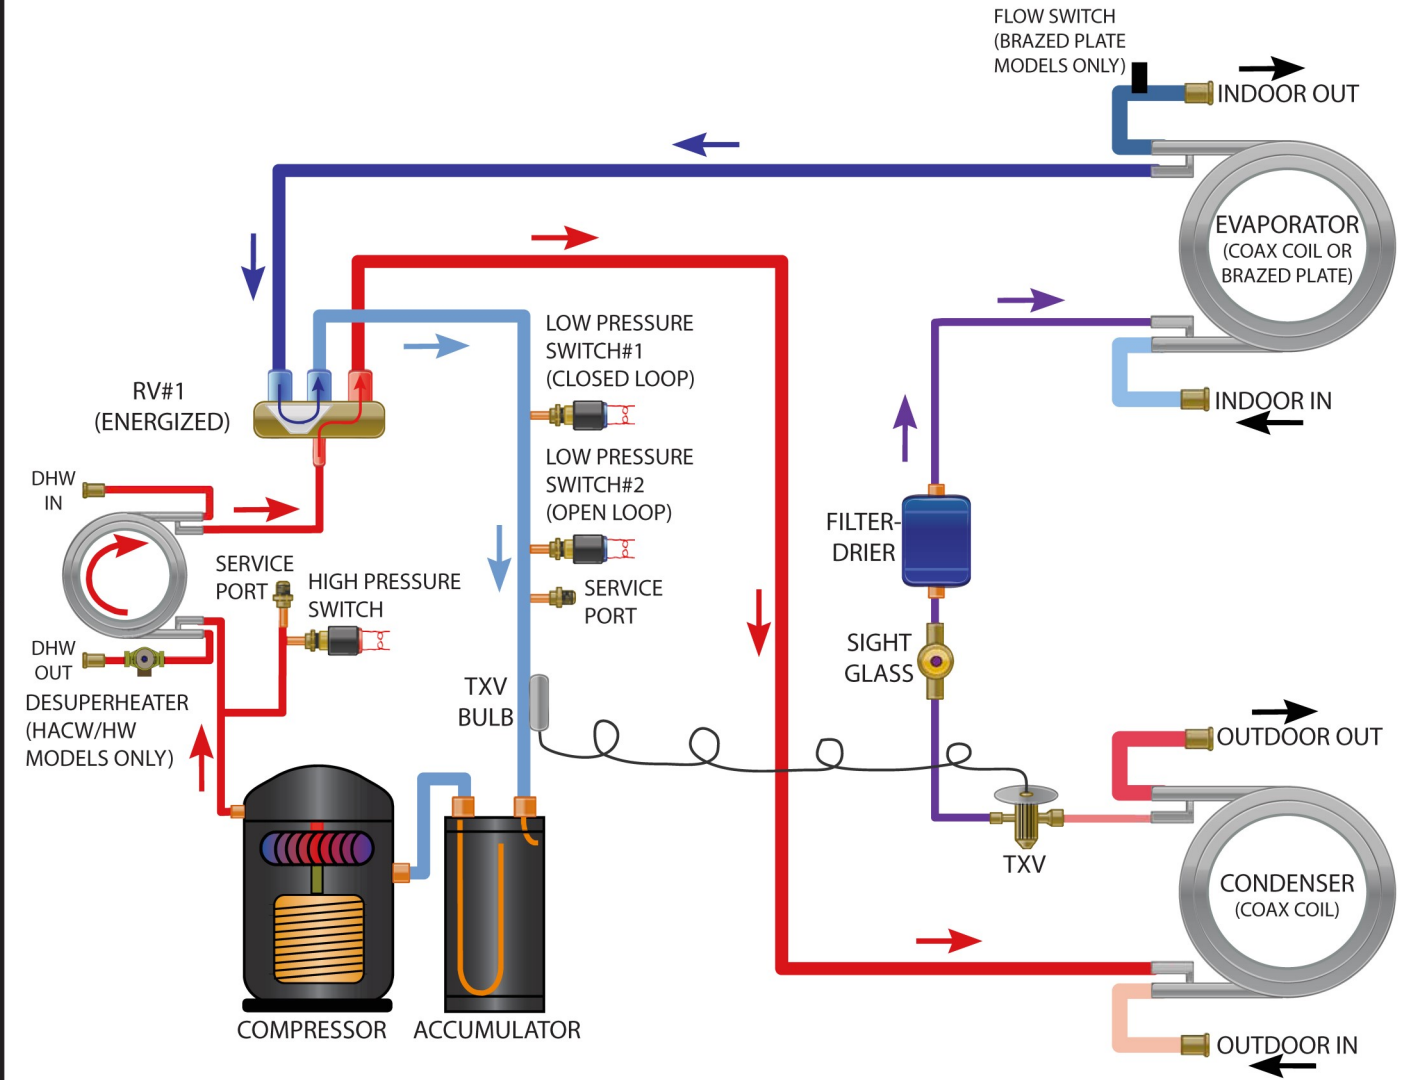 FLOW SWITCH
(BRAZED PLATE
MODELS ONLY)
INDOOR OUT
EVAPORATOR
(COAX COIL OR
BRAZED PLATE)
INDOOR IN
LOW PRESSURE
SWITCH#1
(CLOSED LOOP)
RV#1
(ENERGIZED)
LOW PRESSURE
SWITCH#2
(OPEN LOOP)
DHW
IN
FILTER-
DRIER
SERVICE
PORT
HIGH PRESSURE
SWITCH
SERVICE
PORT
SIGHT
GLASS
DHW
OUT
TXV
BULB
DESUPERHEATER
(HACW/HW
MODELS ONLY)
OUTDOOR OUT
TXV
CONDENSER
(COAX COIL)
COMPRESSOR
ACCUMULATOR
OUTDOOR IN